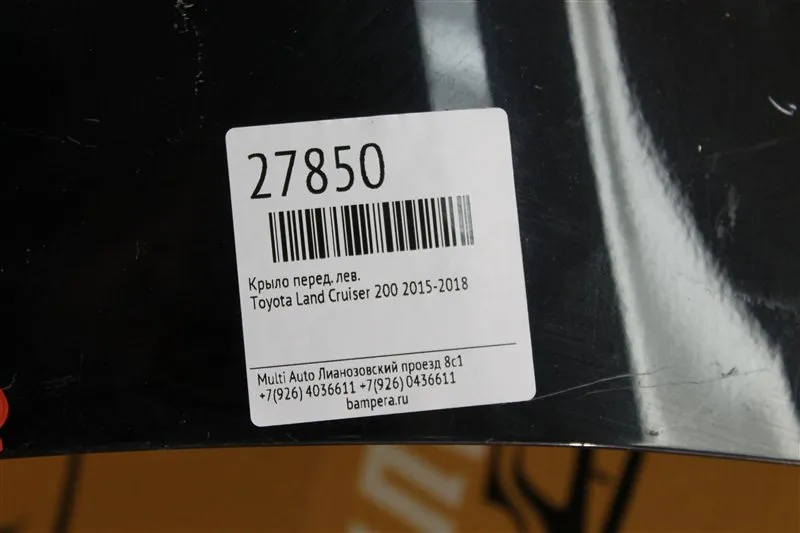 27850
Крыло перед. лев.
Toyota Land Cruiser 200 2015-2018
Multi Auto Лианозовский проезд 8с1
+7(926) 4036611 +7(926) 0436611
bampera.ru